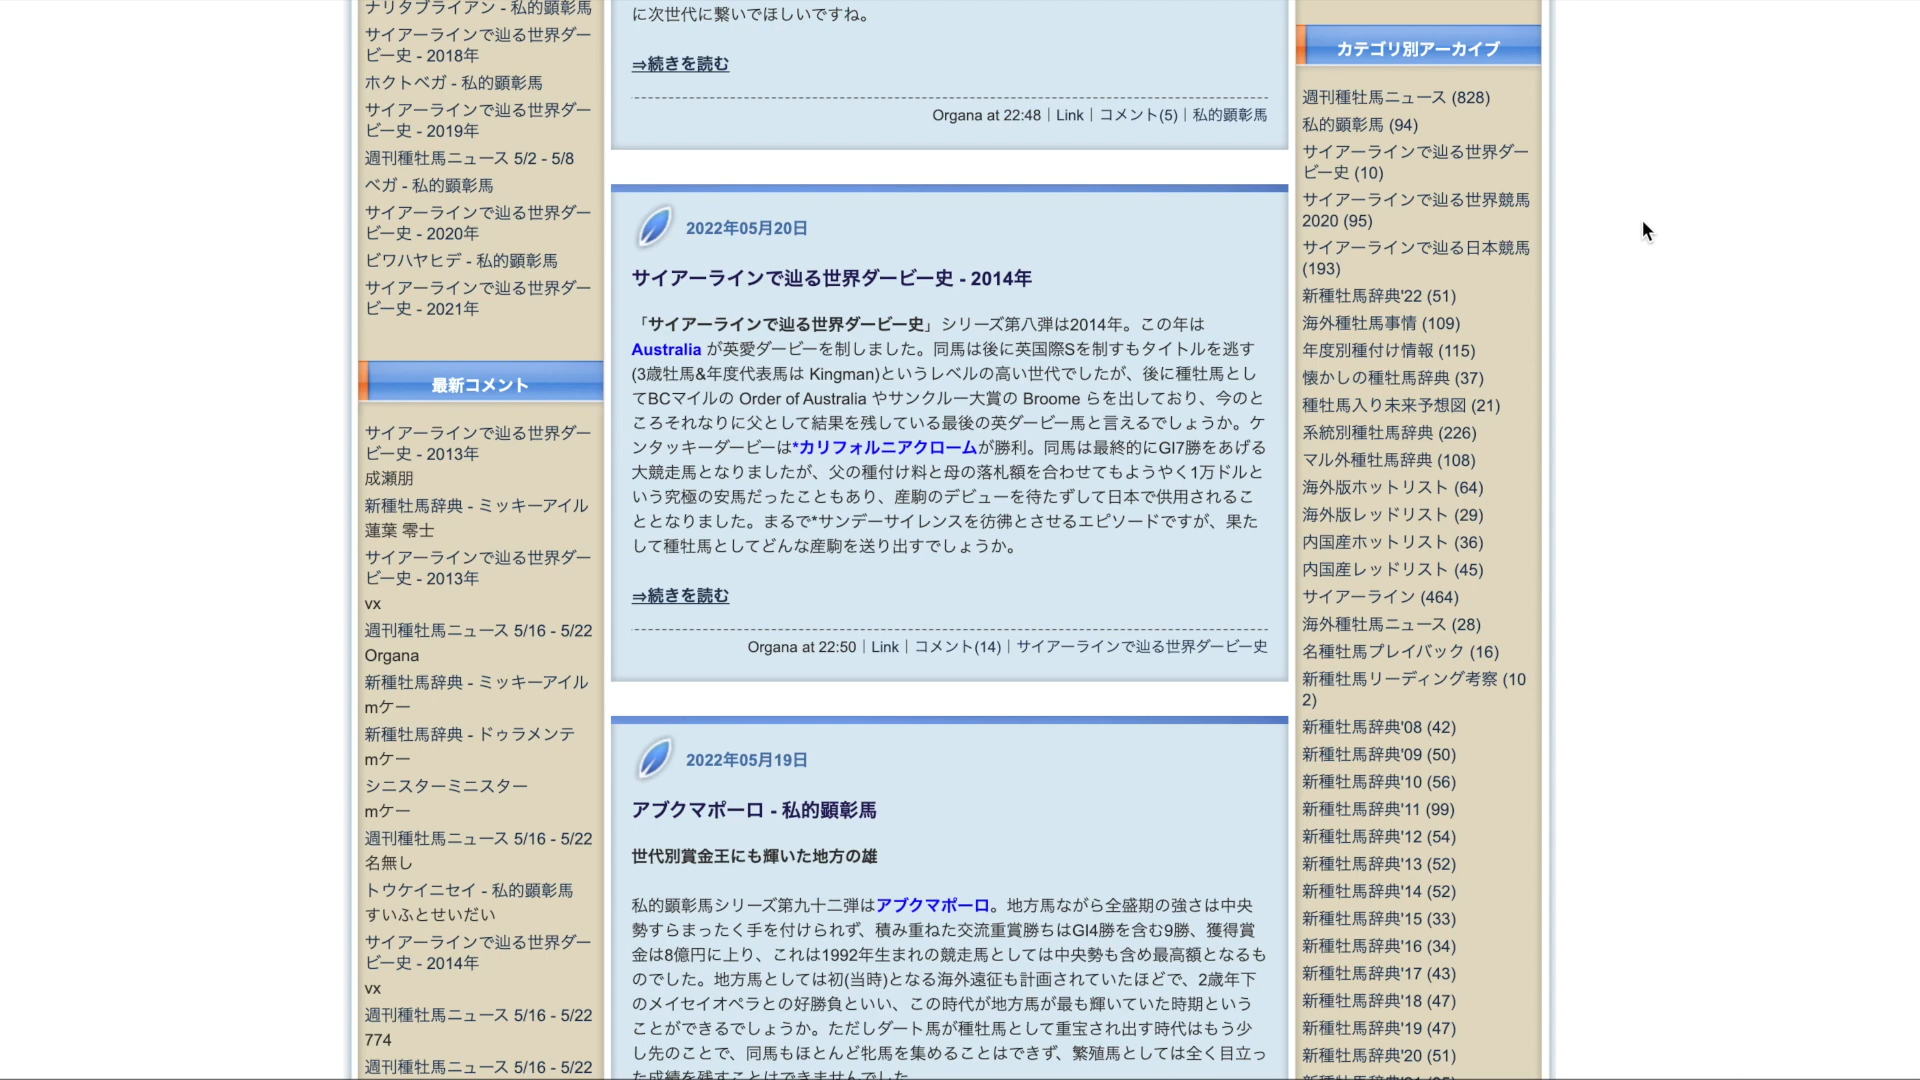 ナリタブライアン - 私的顕彰馬
サイアーラインで辿る世界ダー
ビー史 - 2018年
ホクトベガ - 私的顕彰馬
サイアーラインで辿る世界ダー
ビー史 - 2019年
週刊種牡馬ニュース 5/2 - 5/8
ベガ - 私的顕彰馬
サイアーラインで辿る世界ダー
ビー史 - 2020年
ビワハヤヒデ - 私的顕彰馬
サイアーラインで辿る世界ダー
ビー史 - 2021年
最新コメント
サイアーラインで辿る世界ダー
ビー史 - 2013年
成瀬朋
新種牡馬辞典 - ミッキーアイル
蓮葉 零士
サイアーラインで辿る世界ダー
ビー史 - 2013年
vx
週刊種牡馬ニュース 5/16 - 5/22
Organa
新種牡馬辞典 - ミッキーアイル
mケー
新種牡馬辞典 - ドゥラメンテ
mケー
シニスターミニスター
mケー
週刊種牡馬ニュース 5/16 - 5/22
名無し
トウケイニセイ - 私的顕彰馬
すいふとせいだい
サイアーラインで辿る世界ダー
ビー史 - 2014年
vx
週刊種牡馬ニュース 5/16 - 5/22
774
週刊種牡馬ニュース 5/16 - 5/22
に次世代に繋いでほしいですね。
⇒続きを読む
Organa at 22:48｜Link｜コメント(5)｜私的顕彰馬
2022年05月20日
サイアーラインで辿る世界ダービー史 - 2014年
「サイアーラインで辿る世界ダービー史」シリーズ第八弾は2014年。この年は
Australia が英愛ダービーを制しました。同馬は後に英国際Sを制すもタイトルを逃す
(3歳牡馬&年度代表馬は Kingman)というレベルの高い世代でしたが、後に種牡馬とし
てBCマイルの Order of Australia やサンクルー大賞の Broome らを出しており、今のと
ころそれなりに父として結果を残している最後の英ダービー馬と言えるでしょうか。ケ
ンタッキーダービーは*カリフォルニアクロームが勝利。同馬は最終的にGI7勝をあげる
大競走馬となりましたが、父の種付け料と母の落札額を合わせてもようやく1万ドルと
いう究極の安馬だったこともあり、産駒のデビューを待たずして日本で供用されるこ
ととなりました。まるで*サンデーサイレンスを彷彿とさせるエピソードですが、果た
して種牡馬としてどんな産駒を送り出すでしょうか。
⇒続きを読む
Organa at 22:50｜Link｜コメント(14)｜サイアーラインで辿る世界ダービー史
2022年05月19日
アブクマポーロ - 私的顕彰馬
世代別賞金王にも輝いた地方の雄
私的顕彰馬シリーズ第九十二弾はアブクマポーロ。地方馬ながら全盛期の強さは中央
勢すらまったく手を付けられず、積み重ねた交流重賞勝ちはGI4勝を含む9勝、獲得賞
金は8億円に上り、これは1992年生まれの競走馬としては中央勢も含め最高額となるも
のでした。地方馬としては初(当時)となる海外遠征も計画されていたほどで、2歳年下
のメイセイオペラとの好勝負といい、この時代が地方馬が最も輝いていた時期という
ことができるでしょうか。ただしダート馬が種牡馬として重宝され出す時代はもう少
し先のことで、同馬もほとんど牝馬を集めることはできず、繁殖馬としては全く目立っ
た成績を残すことはできませんでした。
カテゴリ別アーカイブ
週刊種牡馬ニュース (828)
私的顕彰馬 (94)
サイアーラインで辿る世界ダー
ビー史 (10)
サイアーラインで辿る世界競馬
2020 (95)
サイアーラインで辿る日本競馬
(193)
新種牡馬辞典'22 (51)
海外種牡馬事情 (109)
年度別種付け情報 (115)
懐かしの種牡馬辞典 (37)
種牡馬入り未来予想図 (21)
系統別種牡馬辞典 (226)
マル外種牡馬辞典 (108)
海外版ホットリスト (64)
海外版レッドリスト (29)
内国産ホットリスト (36)
内国産レッドリスト (45)
サイアーライン (464)
海外種牡馬ニュース (28)
名種牡馬プレイバック (16)
新種牡馬リーディング考察 (10
2)
新種牡馬辞典'08 (42)
新種牡馬辞典'09 (50)
新種牡馬辞典'10 (56)
新種牡馬辞典'11 (99)
新種牡馬辞典'12 (54)
新種牡馬辞典'13 (52)
新種牡馬辞典'14 (52)
新種牡馬辞典'15 (33)
新種牡馬辞典'16 (34)
新種牡馬辞典'17 (43)
新種牡馬辞典'18 (47)
新種牡馬辞典'19 (47)
新種牡馬辞典'20 (51)